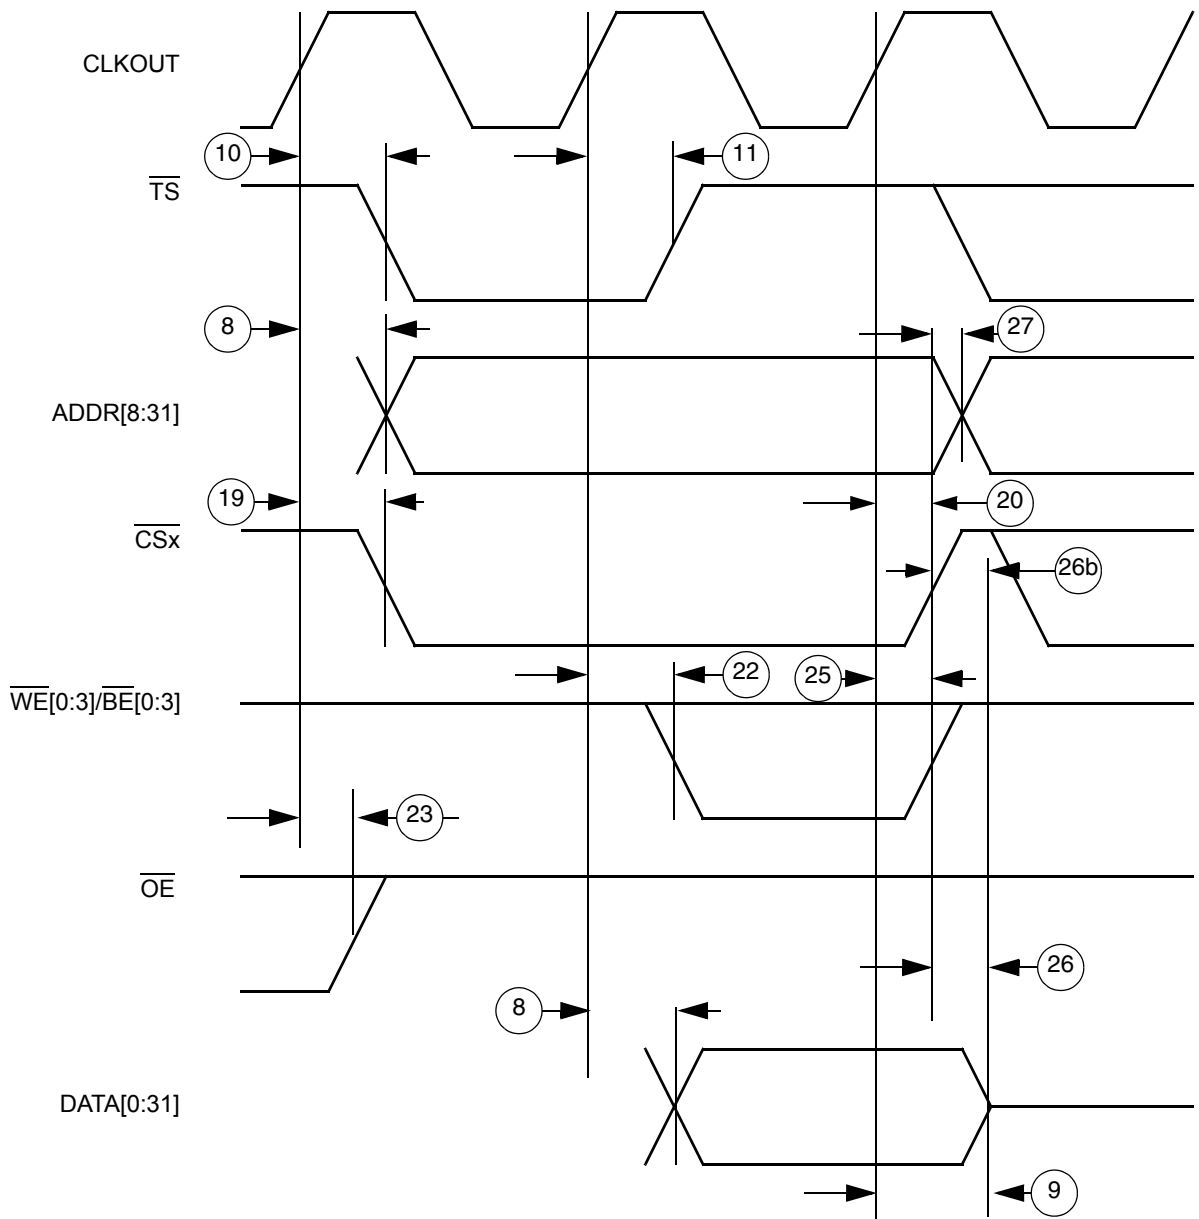 CLKOUT
10
11
TS
8
27
ADDR[8:31]
19
20
CSx
26b
22
25
WE[0:3]/BE[0:3]
23
OE
26
8
DATA[0:31]
9